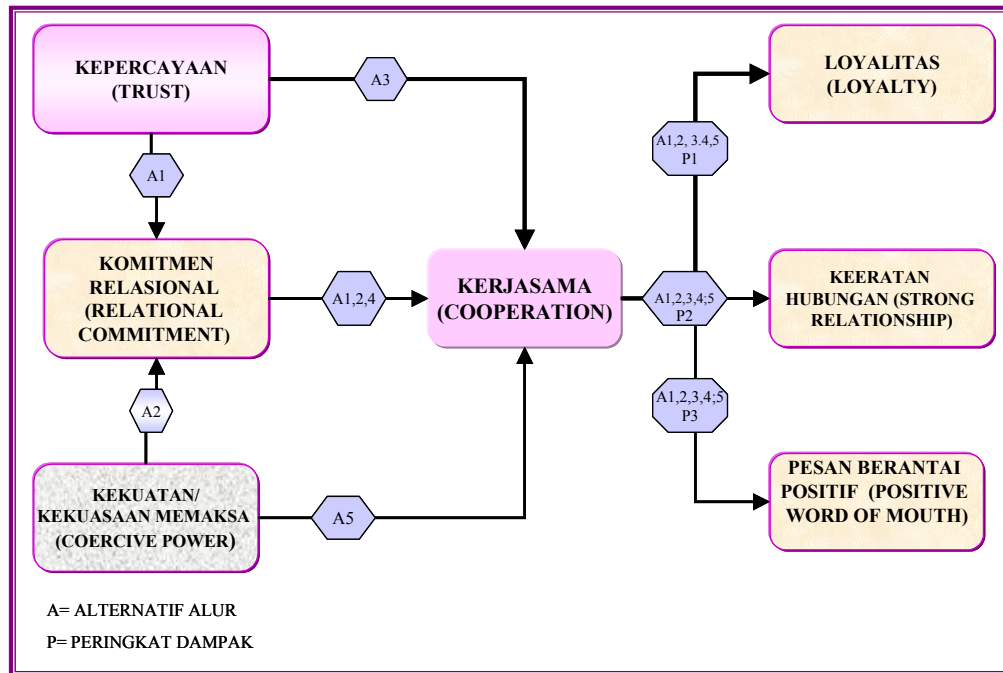 KEPERCAYAAN
(TRUST)
A3
LOYALITAS
(LOYALTY)
A1,2, 3.4,5
P1
A1
KOMITMEN
RELASIONAL
(RELATIONAL
COMMITMENT)
A1,2,4
KERJASAMA
(COOPERATION)
A1,2,3,4;5
P2
KEERATAN
HUBUNGAN (STRONG
RELATIONSHIP)
A2
A1,2,3,4;5
P3
KEKUATAN/
KEKUASAAN MEMAKSA
(COERCIVE POWER)
A5
PESAN BERANTAI
POSITIF (POSITIVE
WORD OF MOUTH)
A= ALTERNATIF ALUR
P= PERINGKAT DAMPAK